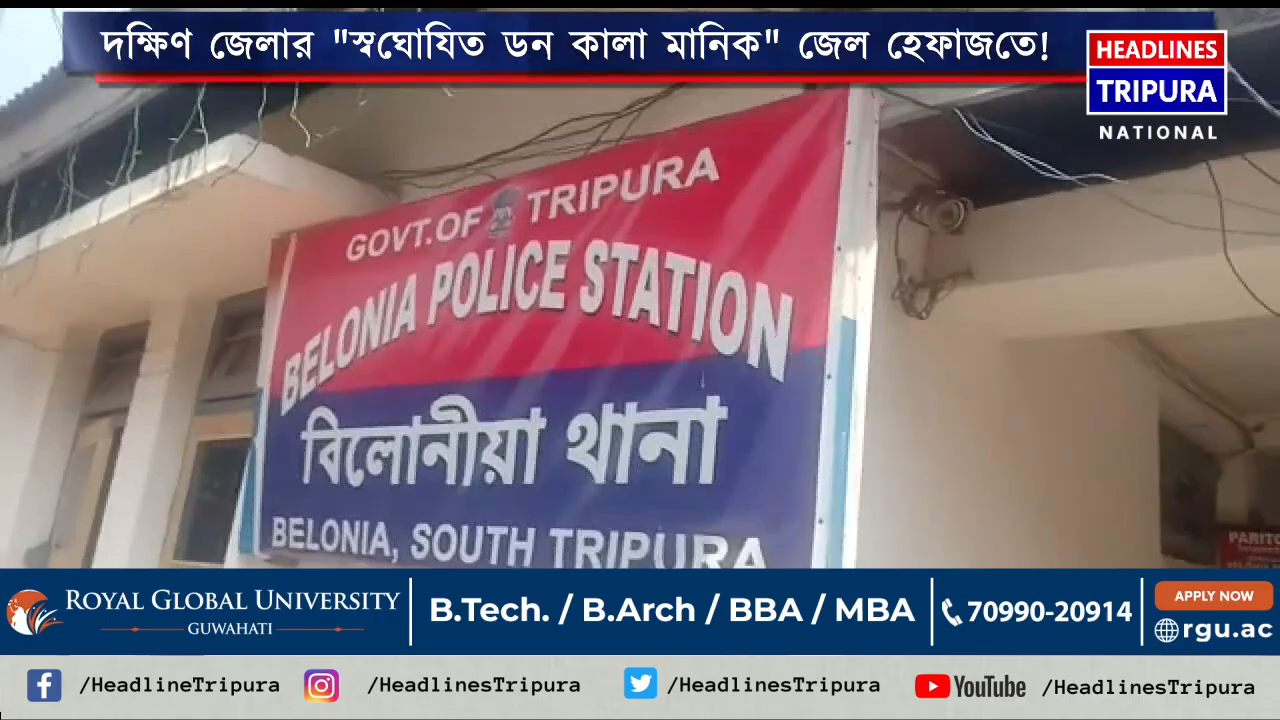 দক্ষিণ জেলার "স্বঘোষিত ডন কালা মানিক" জেল হেফাজতে!
HEADLINES
TRIPURA
NATIONAL
GOVT.OF TRIPURA
BELONIA POLICE STATION
বিলোনীয়া থানা
BELONIA, SOUTH TRIPURA
ROYAL GLOBAL UNIVERSITY
GUWAHATI
B.Tech. / B.Arch / BBA / MBA
70990-20914
APPLY NOW
rgu.ac
/HeadlineTripura
/HeadlinesTripura
/HeadlinesTripura
YouTube /HeadlinesTripura